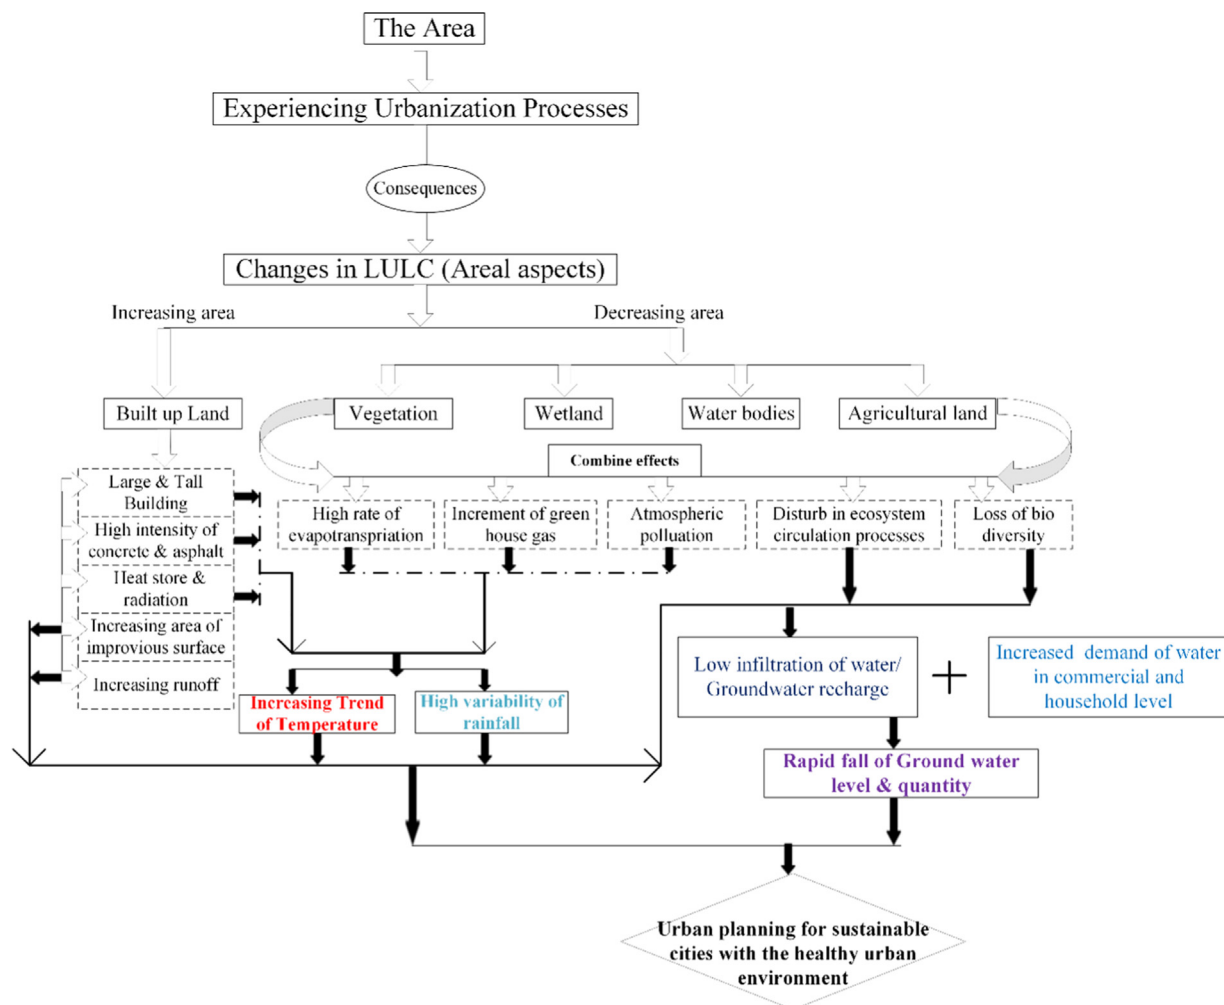 The Area
Experiencing Urbanization Processes
Consequences
Changes in LULC (Areal aspects)
Increasing area
Decreasing area
Built up Land
Vegetation
Wetland
Water bodies
Agricultural land
Combine effects
Large & Tall
Building
High intensity of
concrete & asphalt
Heat store &
radiation
Increasing area of
improvious surface
Increasing runoff
High rate of
evapotranspriation
Increment of green
house gas
Atmospheric
polluation
Disturb in ecosystem
circulation processes
Loss of bio
diversity
Increasing Trend
of Temperature
High variability of
rainfall
Low infiltration of water/
Groundwater recharge
+
Increased demand of water
in commercial and
household level
Rapid fall of Ground water
level & quantity
Urban planning for sustainable
cities with the healthy urban
environment